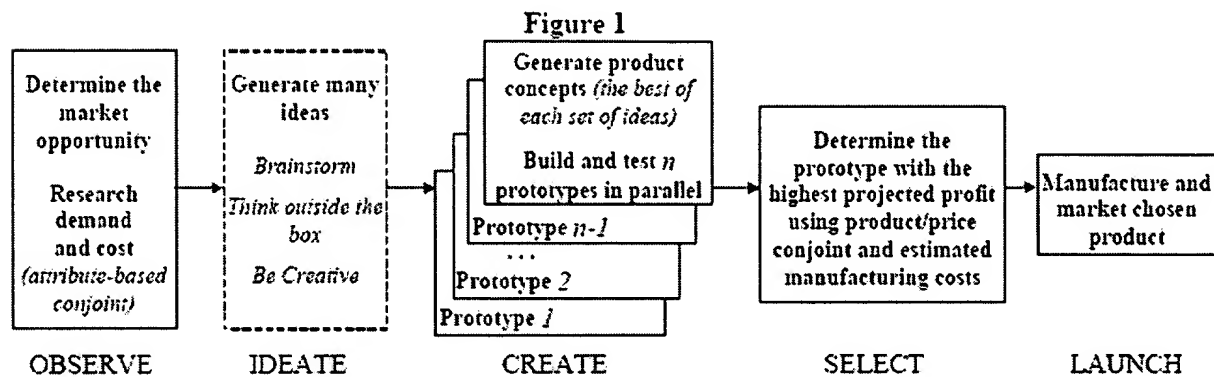 Figure 1
Determine the
market
opportunity
Research
demand
and cost
(attribute-based
conjoint)
OBSERVE
Generate many
ideas
Brainstorm
Think outside the
box
Be Creative
IDEATE
Generate product
concepts (the best of
each set of ideas)
Build and test n
prototypes in parallel
Prototype n-1
...
Prototype 2
Prototype 1
CREATE
Determine the
prototype with the
highest projected profit
using product/price
conjoint and estimated
manufacturing costs
SELECT
Manufacture and
market chosen
product
LAUNCH